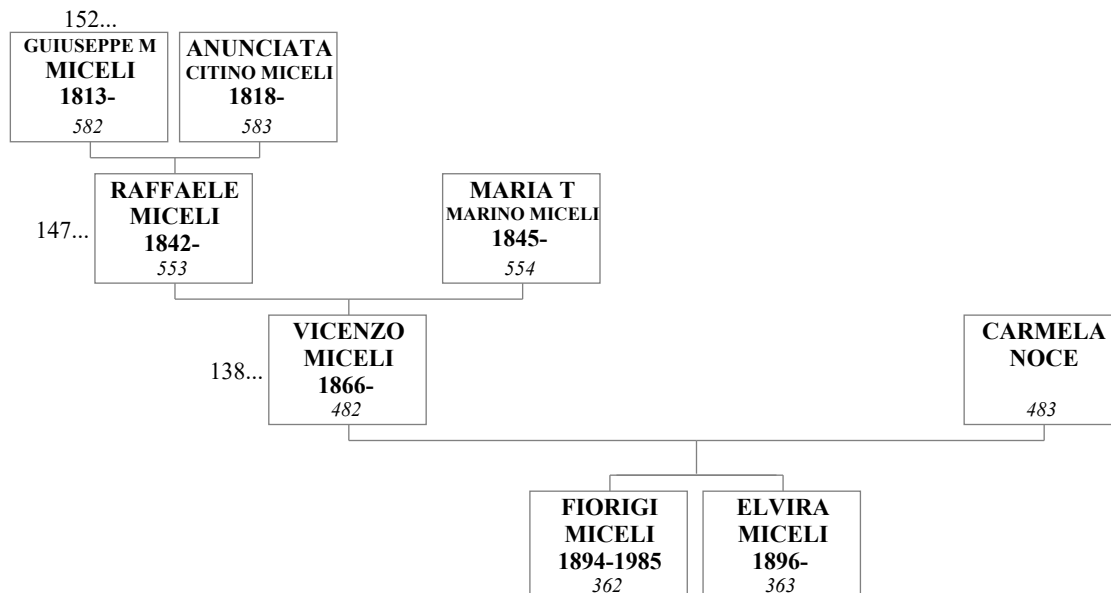 152...
GUIUSEPPE M
MICELI
1813-
582
ANUNCIATA
CITINO MICELI
1818-
583
147...
RAFFAELE
MICELI
1842-
553
MARIA T
MARINO MICELI
1845-
554
138...
VICENZO
MICELI
1866-
482
CARMELA
NOCE
483
FIORIGI
MICELI
1894-1985
362
ELVIRA
MICELI
1896-
363